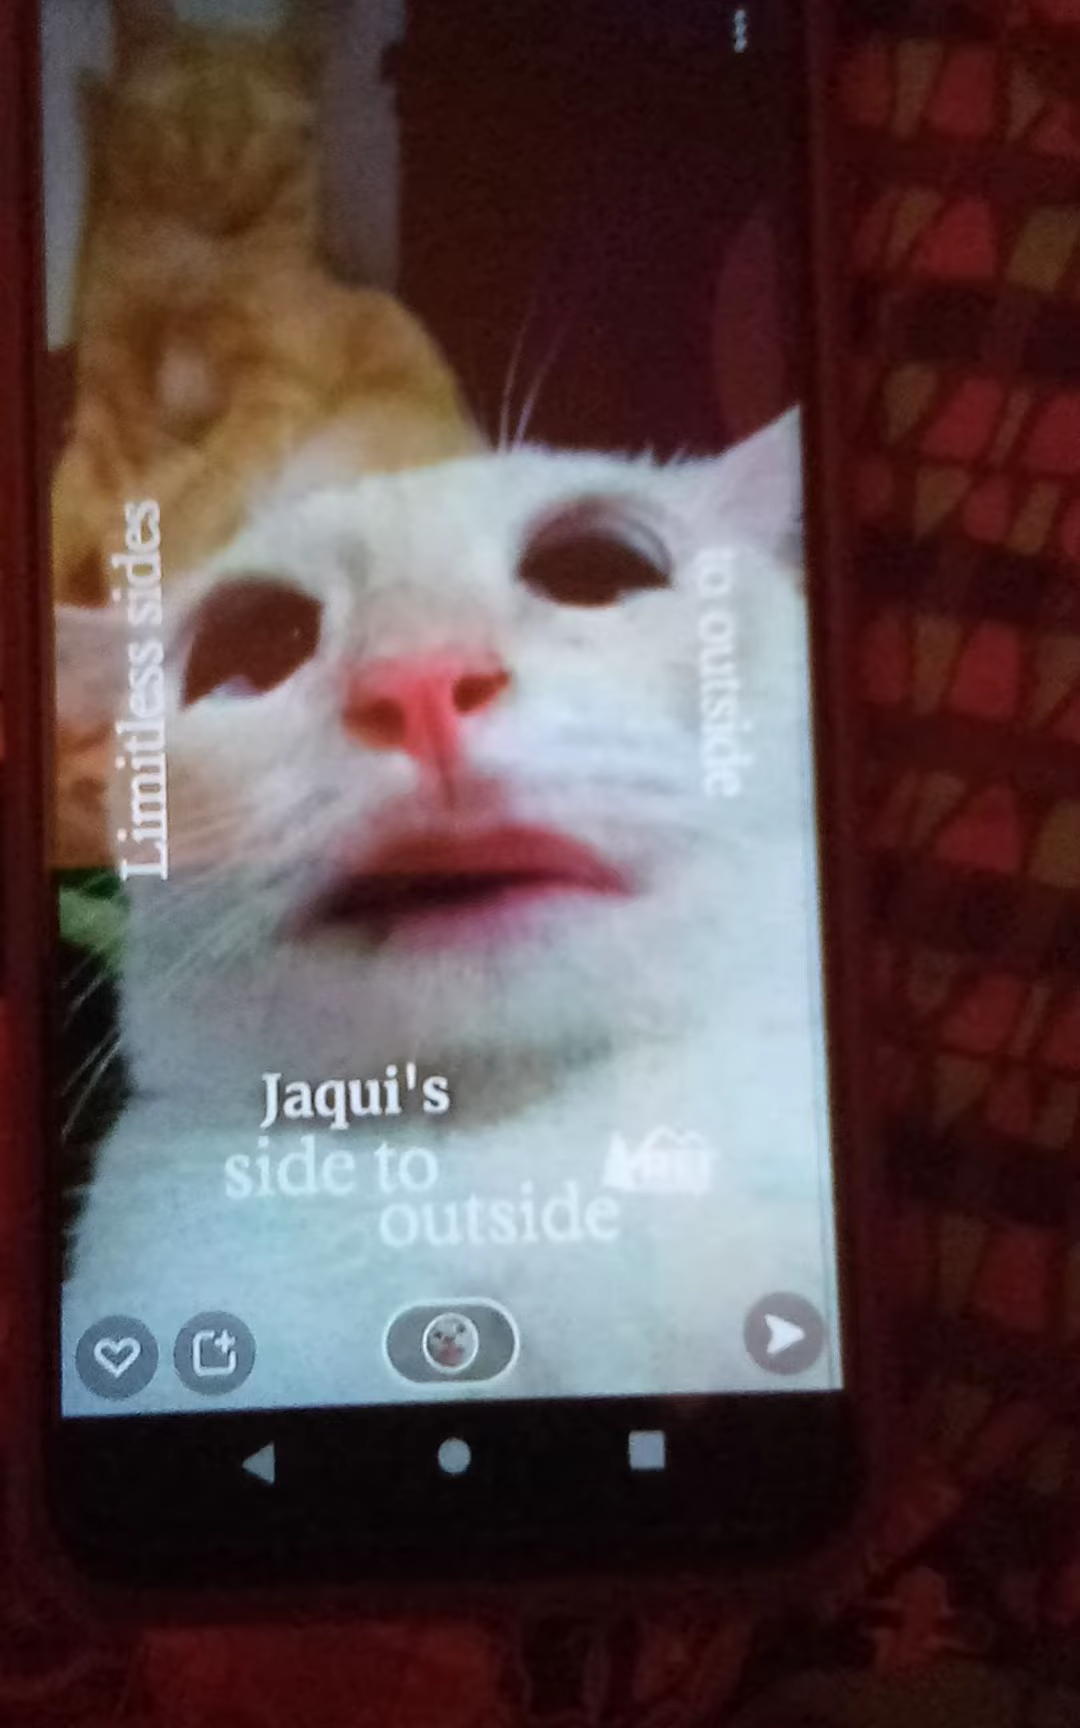 Limitless sides
to outside
Jaqui's
side to
outside